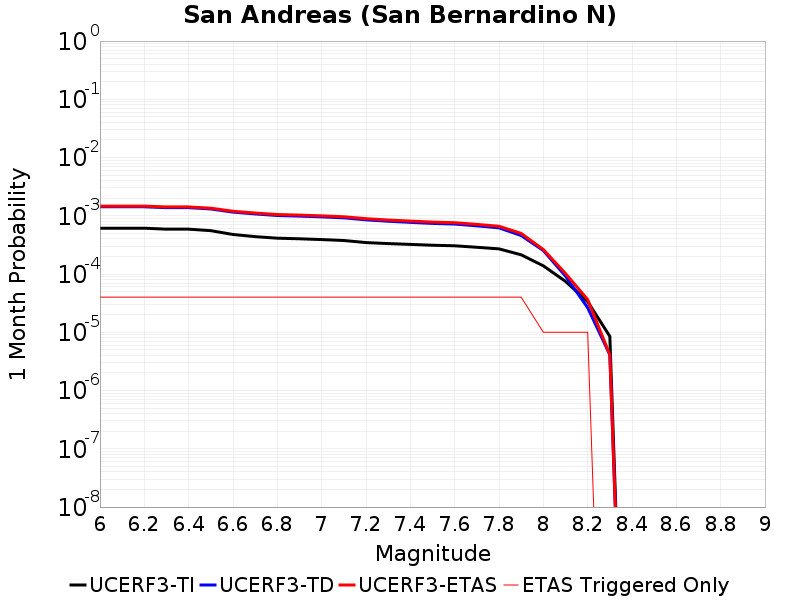 San Andreas (San Bernardino N)
1 Month Probability
10^0
10^-1
10^-2
10^-3
10^-4
10^-5
10^-6
10^-7
10^-8
6 6.2 6.4 6.6 6.8 7 7.2 7.4 7.6 7.8 8 8.2 8.4 8.6 8.8 9
Magnitude
UCERF3-TI UCERF3-TD UCERF3-ETAS ETAS Triggered Only